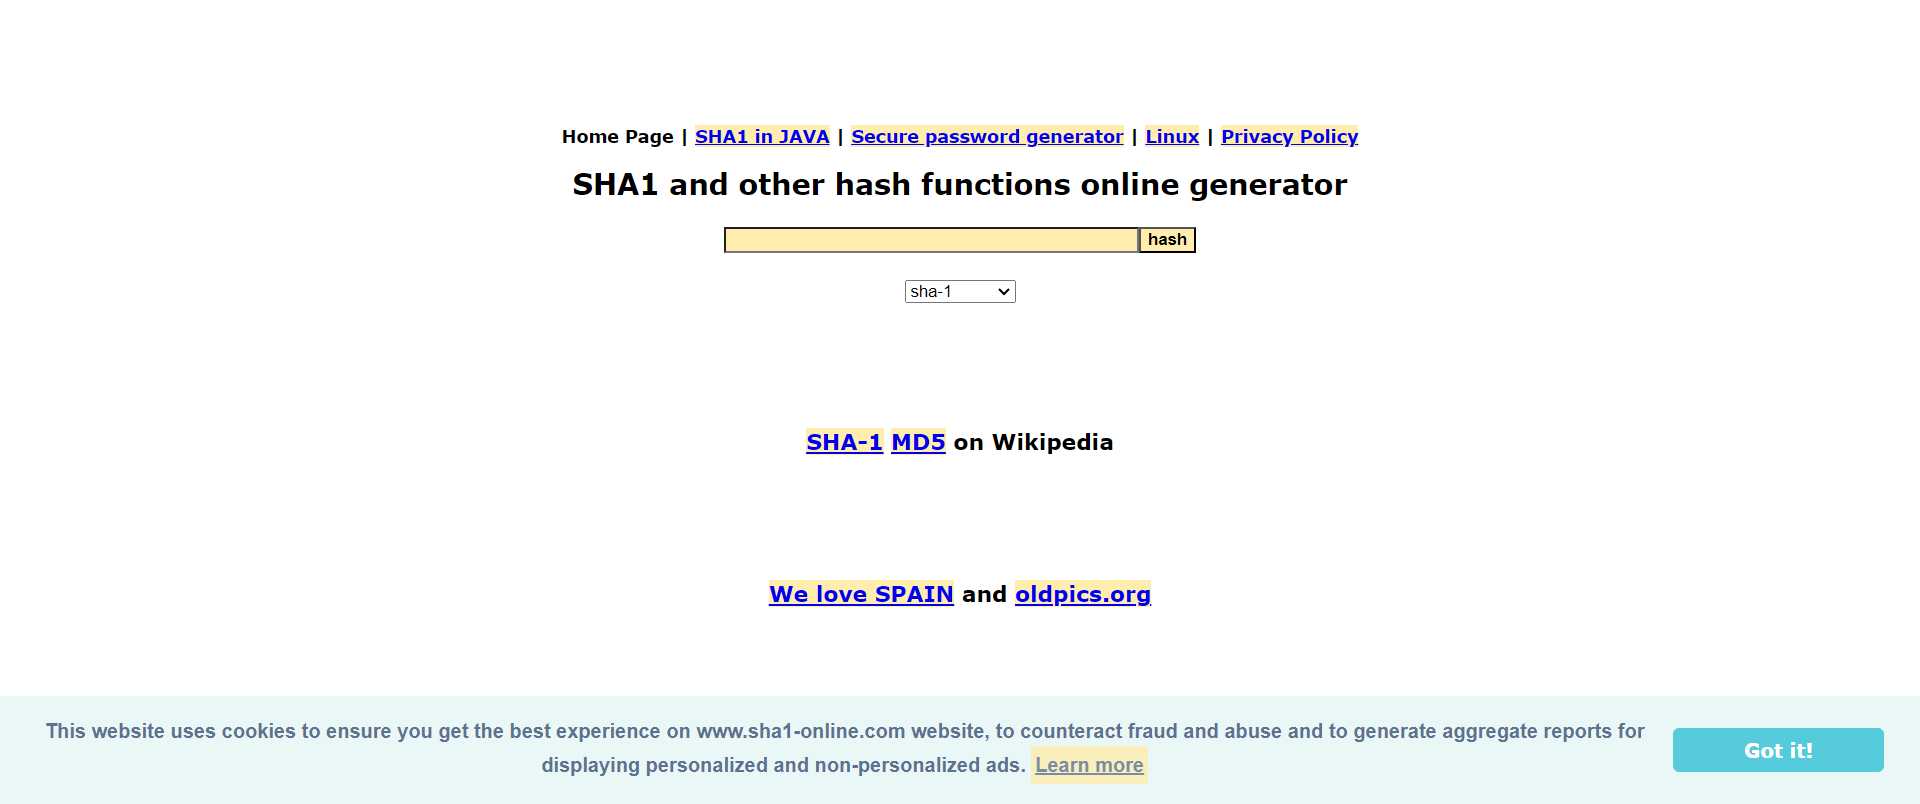 Home Page | SHA1 in JAVA | Secure password generator | Linux | Privacy Policy
SHA1 and other hash functions online generator
hash
sha-1
SHA-1 MD5 on Wikipedia
We love SPAIN and oldpics.org
This website uses cookies to ensure you get the best experience on www.sha1-online.com website, to counteract fraud and abuse and to generate aggregate reports for
displaying personalized and non-personalized ads. Learn more
Got it!